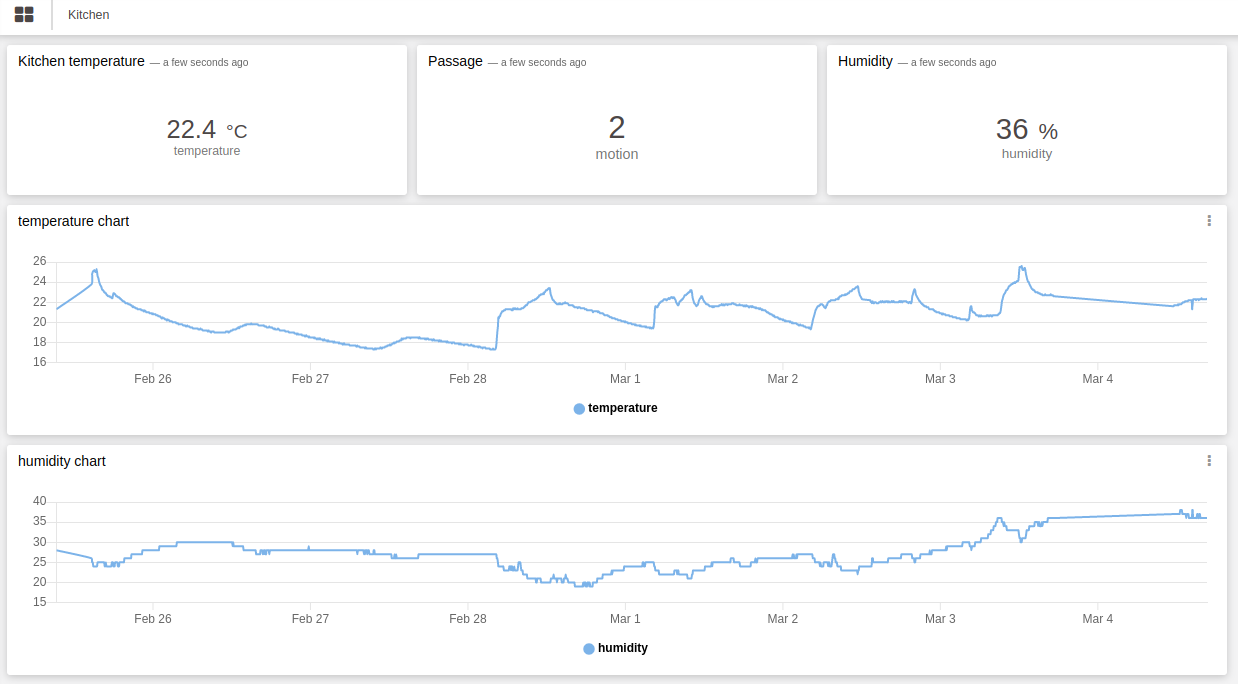 Kitchen
Kitchen temperature — a few seconds ago
22.4 °C
temperature
Passage — a few seconds ago
2
motion
Humidity — a few seconds ago
36 %
humidity
temperature chart
26
24
22
20
18
16
Feb 26 Feb 27 Feb 28 Mar 1 Mar 2 Mar 3 Mar 4
temperature
humidity chart
40
35
30
25
20
15
Feb 26 Feb 27 Feb 28 Mar 1 Mar 2 Mar 3 Mar 4
humidity